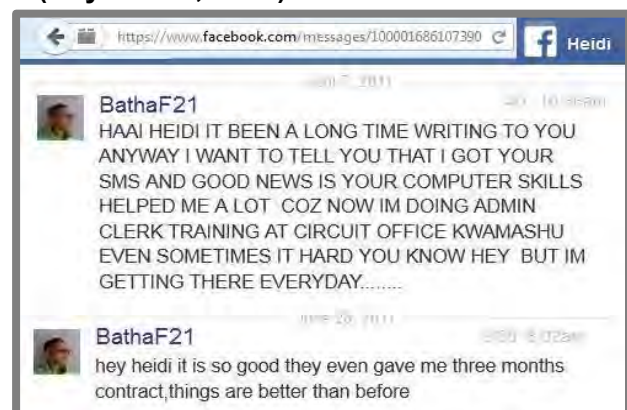 https://www.facebook.com/messages/100001686107390
Heidi
2011
BathaF21
HAAI HEIDI IT BEEN A LONG TIME WRITING TO YOU
ANYWAY I WANT TO TELL YOU THAT I GOT YOUR
SMS AND GOOD NEWS IS YOUR COMPUTER SKILLS
HELPED ME A LOT COZ NOW IM DOING ADMIN
CLERK TRAINING AT CIRCUIT OFFICE KWAMASHU
EVEN SOMETIMES IT HARD YOU KNOW HEY BUT IM
GETTING THERE EVERYDAY........
2011
BathaF21
hey heidi it is so good they even gave me three months
contract,things are better than before